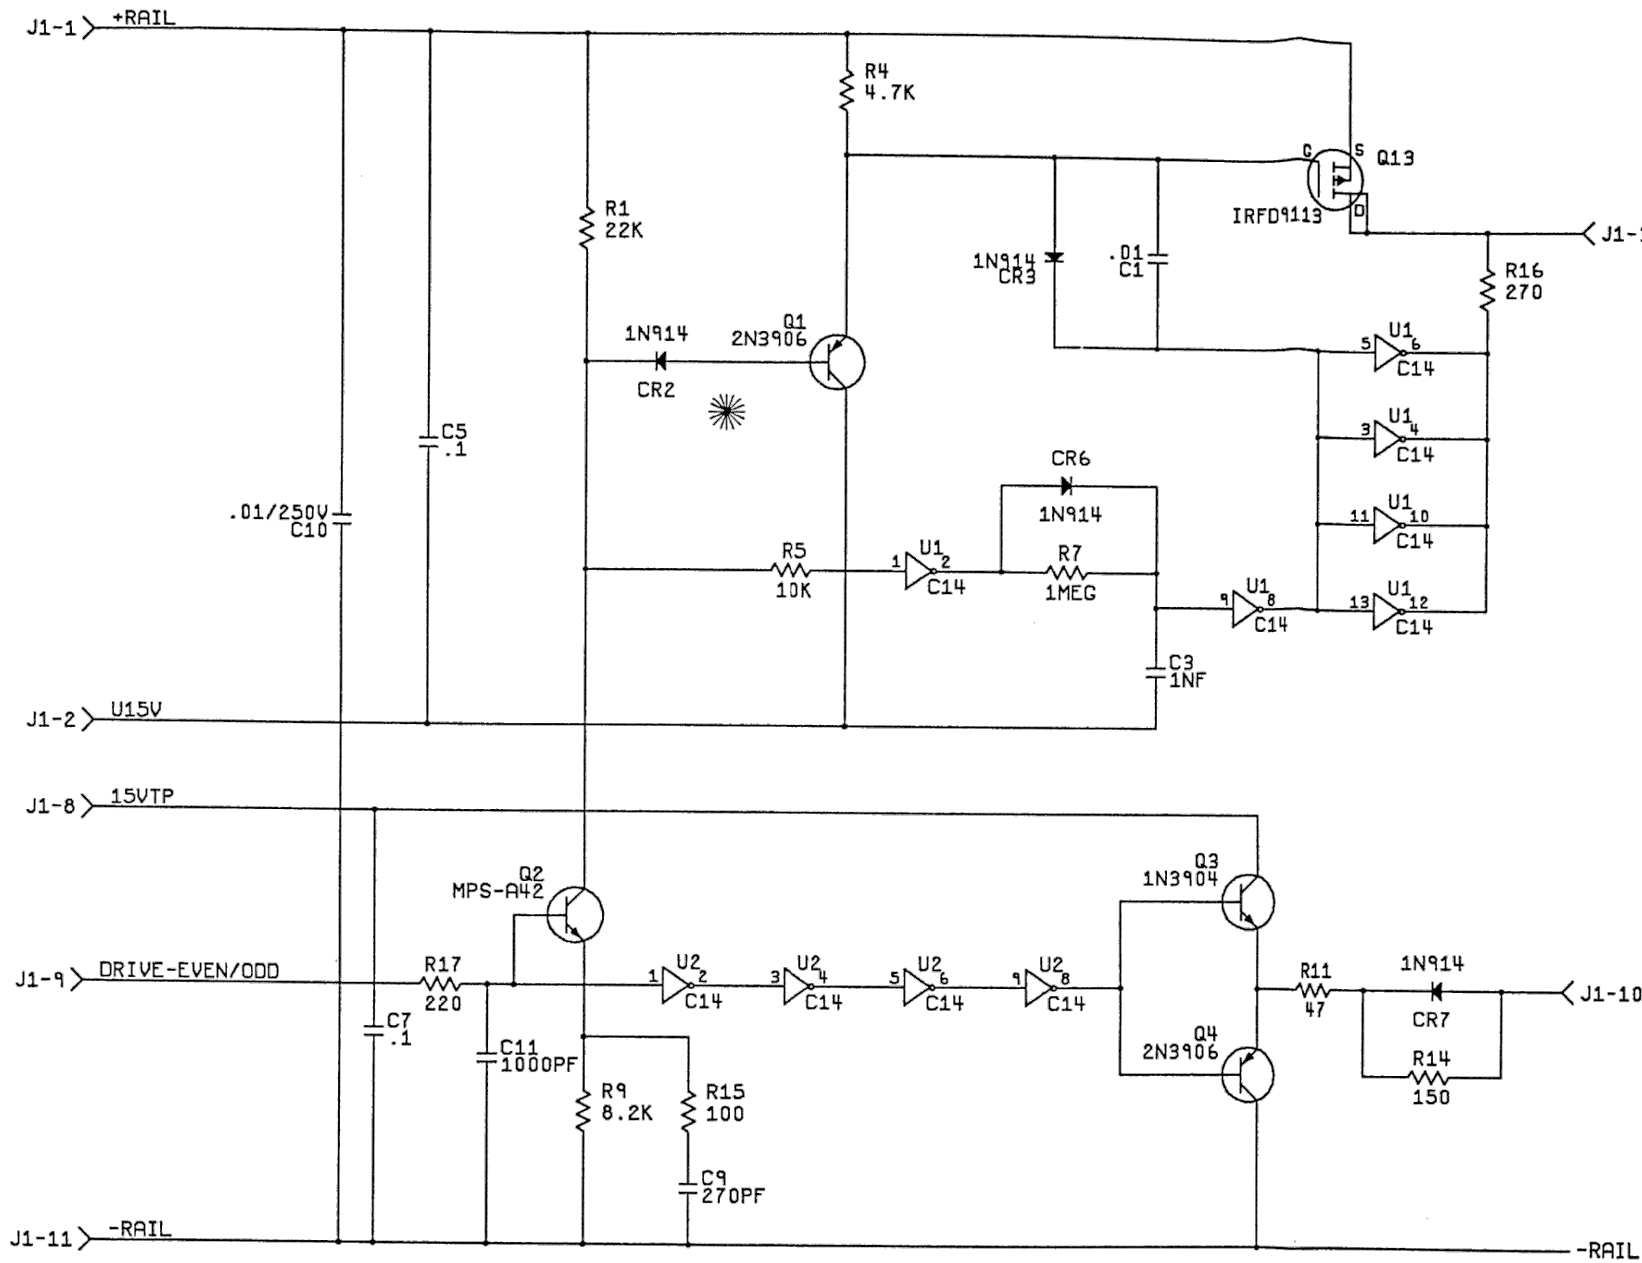 J1-1 +RAIL
R4
4.7K
G S Q13
D
IRFD9113
J1-
R1
22K
1N914
CR3
.01
C1
R16
270
1N914
CR2
Q1
2N3906
5 U1 6
C14
3 U1 4
C14
11 U1 10
C14
13 U1 12
C14
C5
.1
.01/250V
C10
CR6
1N914
R5
10K
1 U1 2
C14
R7
1MEG
9 U1 8
C14
C3
1NF
J1-2 U15V
J1-8 15VTP
Q2
MPS-A42
Q3
1N3904
J1-9 DRIVE-EVEN/ODD
R17
220
1 U2 2
C14
3 U2 4
C14
5 U2 6
C14
9 U2 8
C14
R11
47
1N914
CR7
J1-10
C7
.1
C11
1000PF
Q4
2N3906
R14
150
R9
8.2K
R15
100
C9
270PF
J1-11 -RAIL
-RAIL